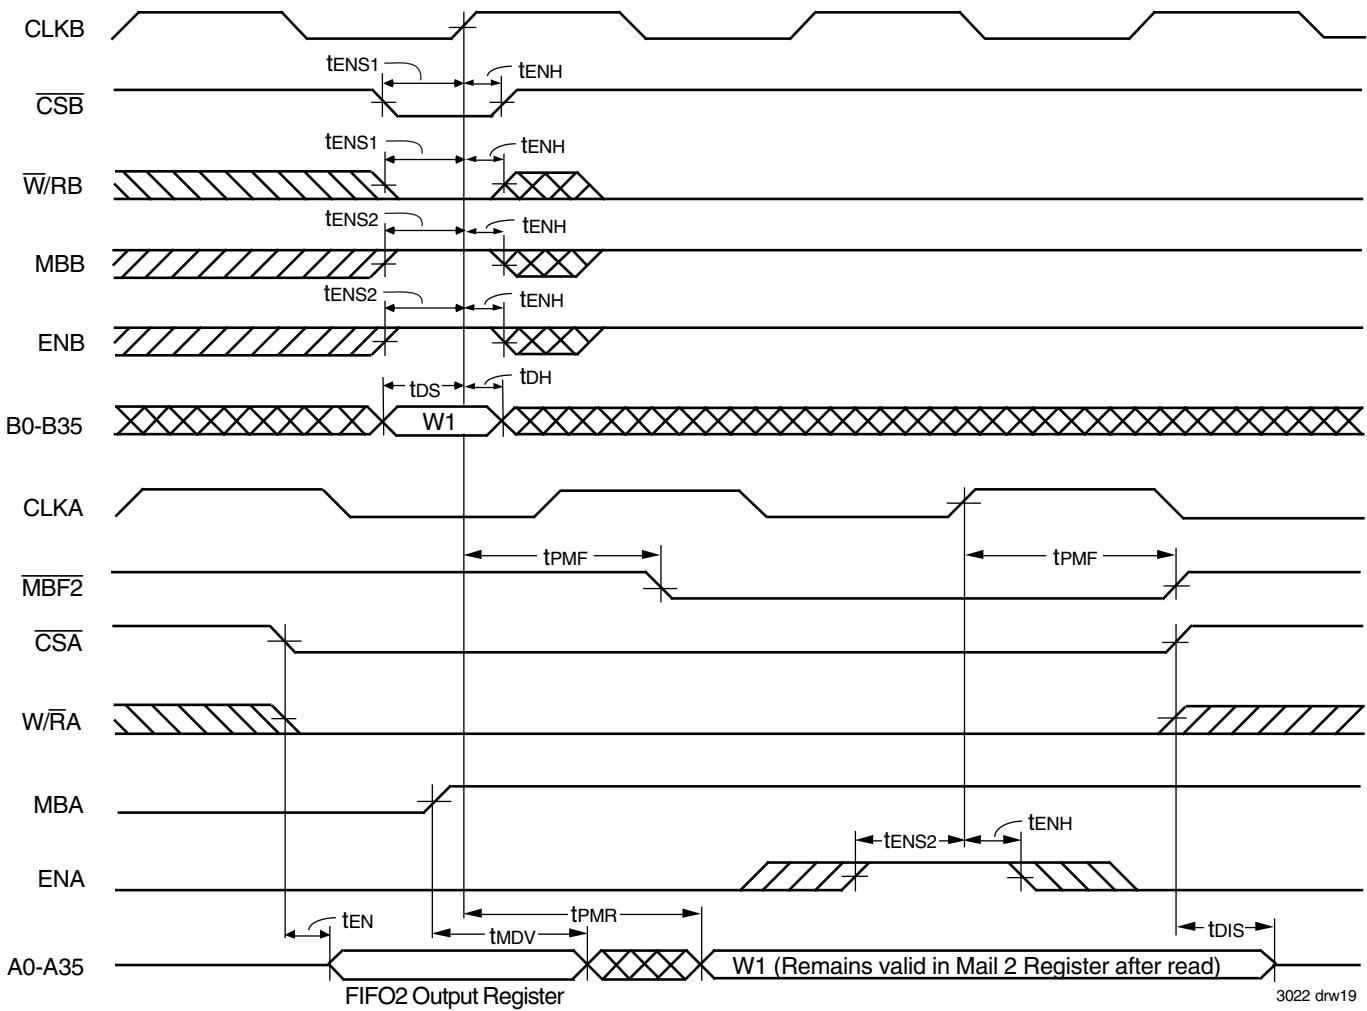 CLKB
tENS1
tENH
CSB
tENS1
tENH
W/RB
tENS2
tENH
MBB
tENS2
tENH
ENB
tDS
tDH
B0-B35
W1
CLKA
tPMF
tPMF
MBF2
CSA
W/RA
MBA
tENS2
tENH
ENA
tEN
tMDV
tPMR
tDIS
A0-A35
W1 (Remains valid in Mail 2 Register after read)
FIFO2 Output Register
3022 drw19